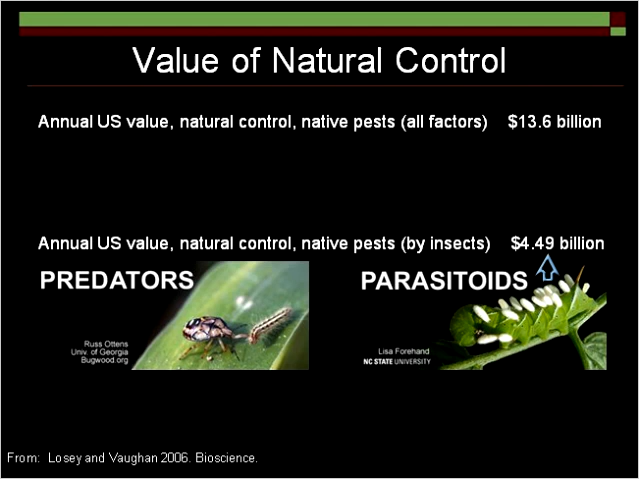 Value of Natural Control
Annual US value, natural control, native pests (all factors) $13.6 billion
Annual US value, natural control, native pests (by insects) $4.49 billion
PREDATORS
Russ Ottens
Univ. of Georgia
Bugwood.org
PARASITOIDS
Lisa Forehand
NC STATE UNIVERSITY
From: Losey and Vaughan 2006. Bioscience.